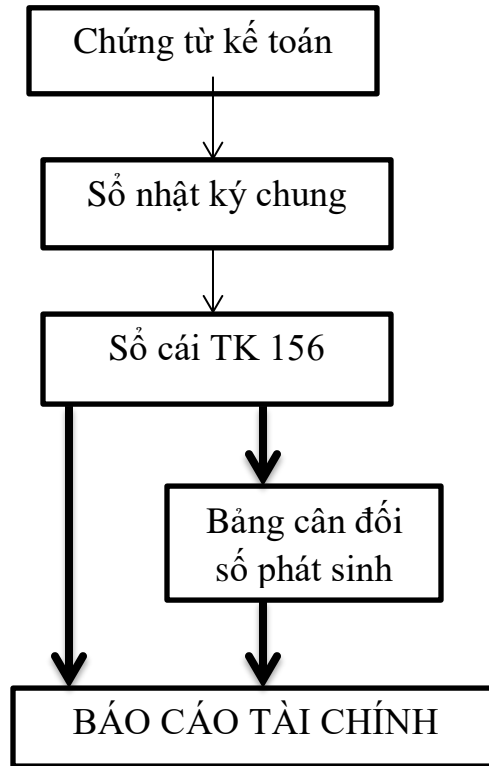 Chứng từ kế toán
Sổ nhật ký chung
Sổ cái TK 156
Bảng cân đối
số phát sinh
BÁO CÁO TÀI CHÍNH